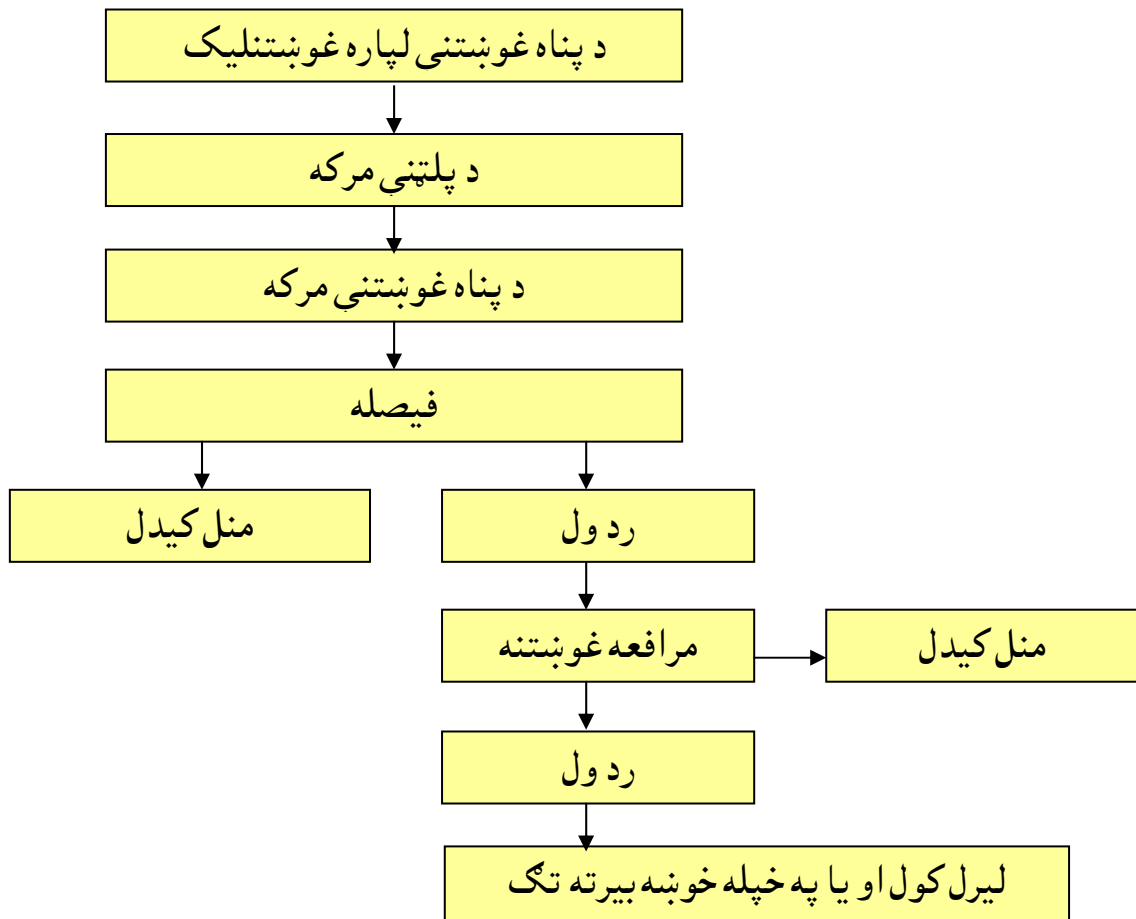 د پناه غوښتنی لپاره غوښتنلیک
د پلټنې مرکه
د پناه غوښتنې مرکه
فیصله
منل کیدل
رد ول
مرافعه غوښتنه
منل کیدل
رد ول
لیرل کول او یا په خپله خوښه بیرته تګ